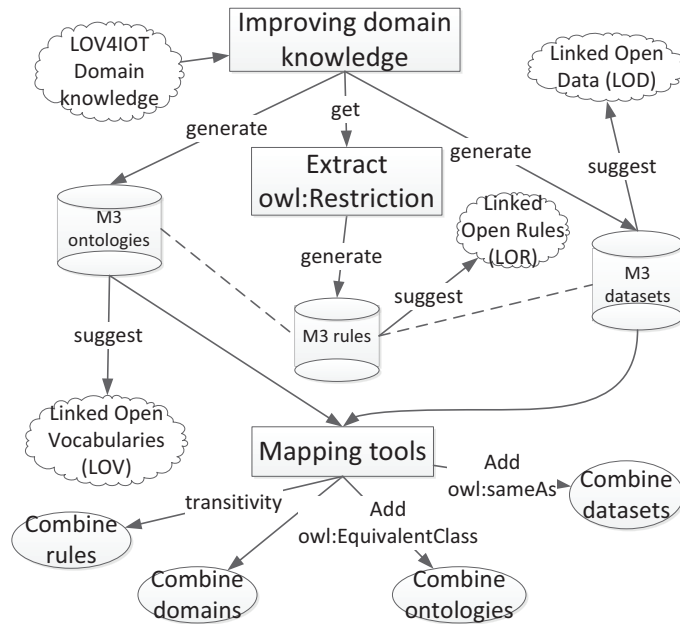 LOV4IOT
Domain
knowledge
Improving domain
knowledge
Linked Open
Data (LOD)
generate
get
generate
suggest
Extract
owl:Restriction
M3
ontologies
Linked
Open Rules
(LOR)
generate
M3
datasets
suggest
suggest
M3 rules
Linked Open
Vocabularies
(LOV)
Mapping tools
Add
owl:sameAs
Combine
datasets
transitivity
Add
owl:EquivalentClass
Combine
rules
Combine
domains
Combine
ontologies